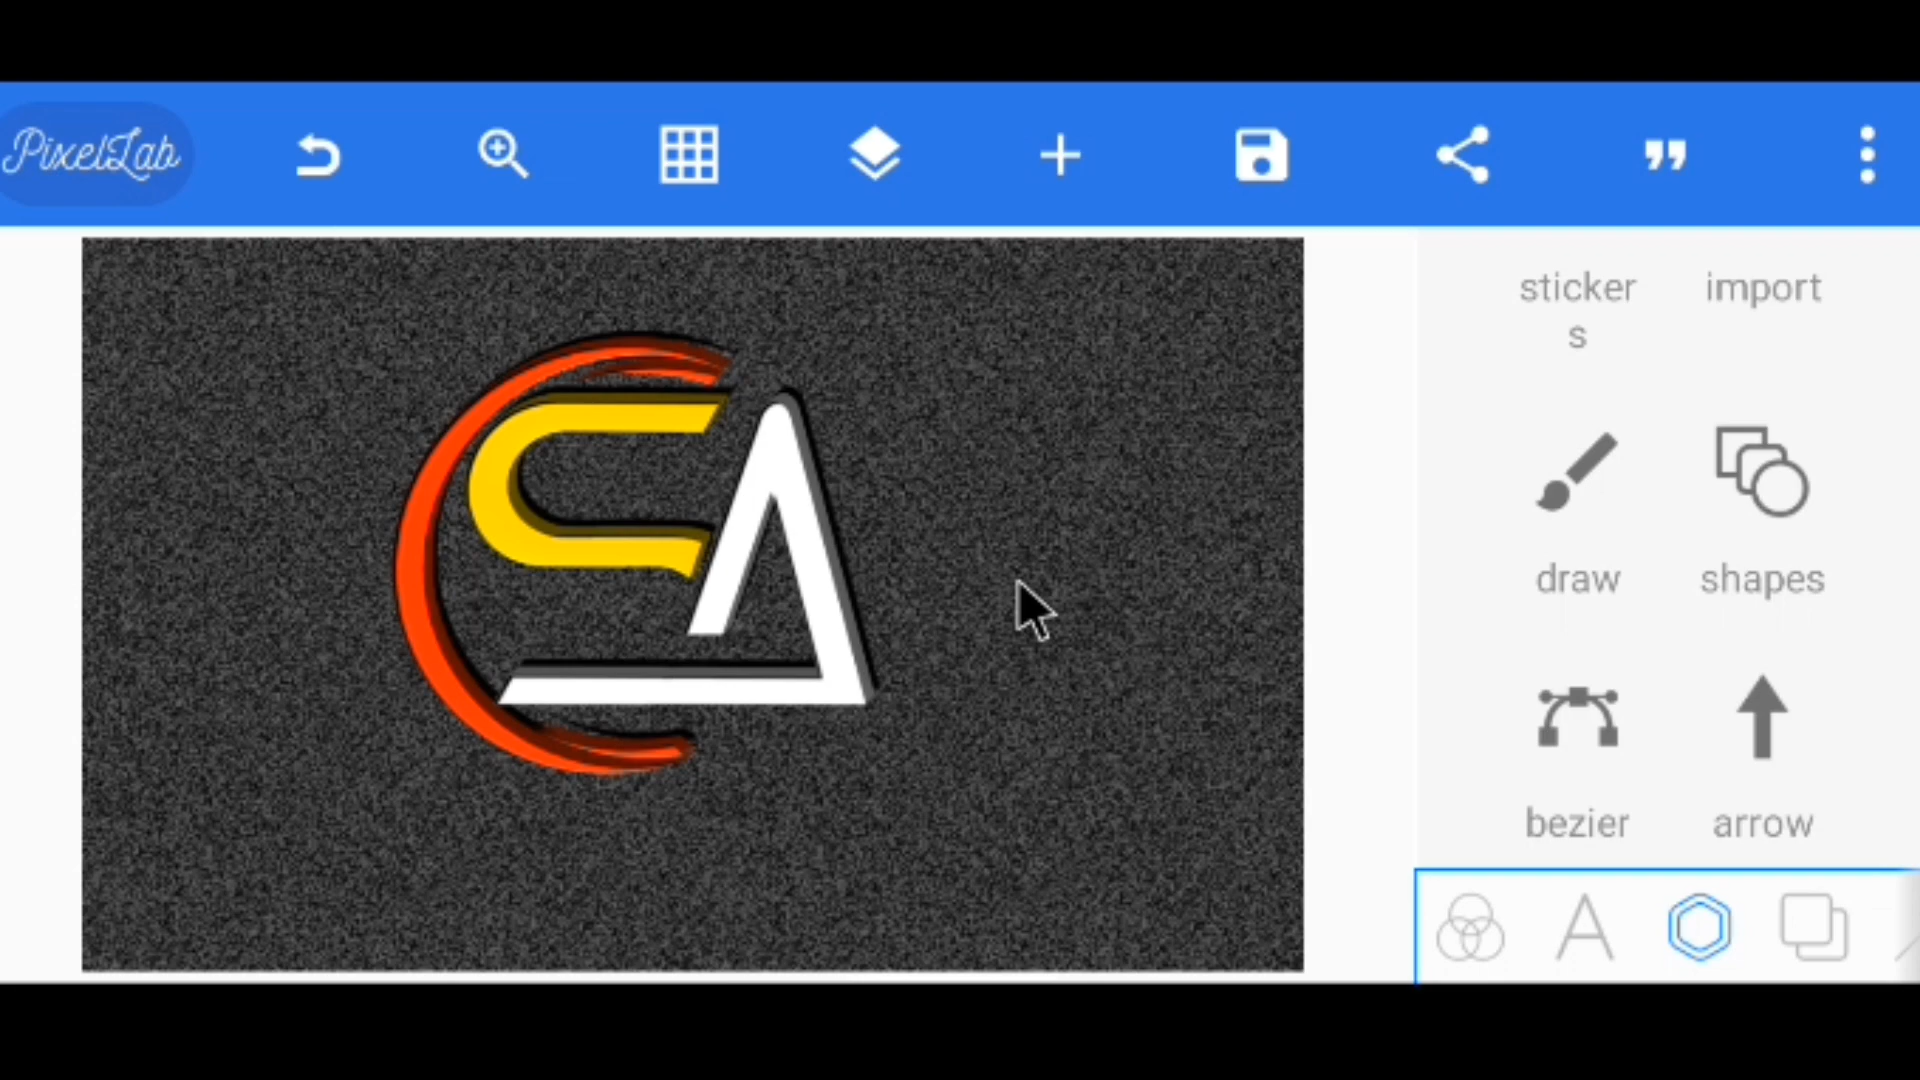 PixelLab
sticker
s
import
draw
shapes
bezier
arrow